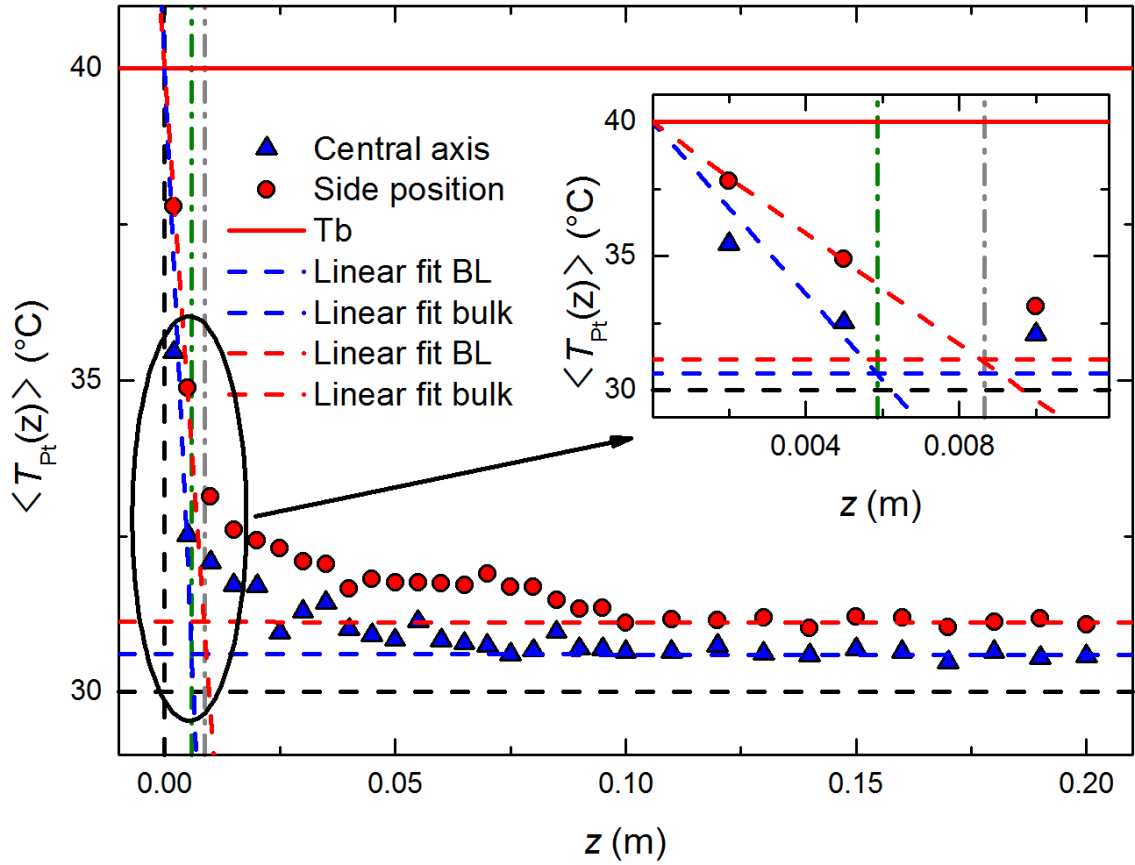 40
35
30
<T_Pt(z)> (°C)
Central axis
Side position
Tb
Linear fit BL
Linear fit bulk
Linear fit BL
Linear fit bulk
40
35
30
<T_Pt(z)> (°C)
0.004 0.008
z (m)
0.00 0.05 0.10 0.15 0.20
z (m)